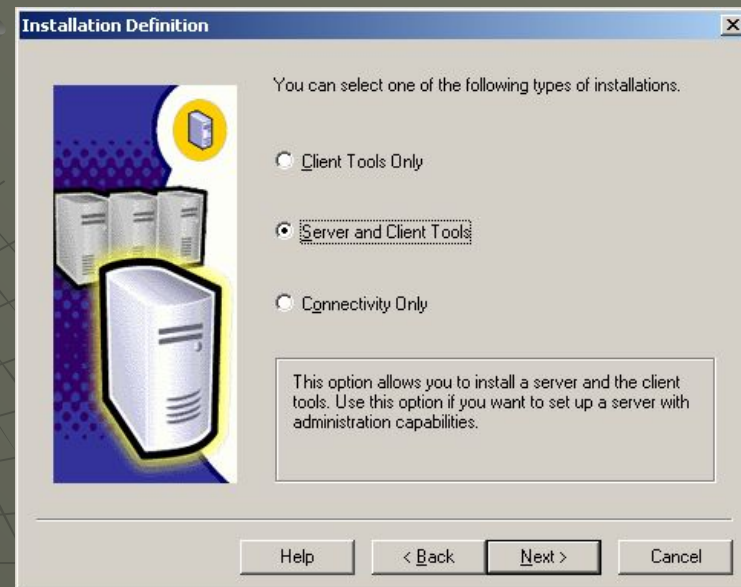 Installation Definition
You can select one of the following types of installations.
Client Tools Only
Server and Client Tools
Connectivity Only
This option allows you to install a server and the client
tools. Use this option if you want to set up a server with
administration capabilities.
Help
< Back
Next >
Cancel